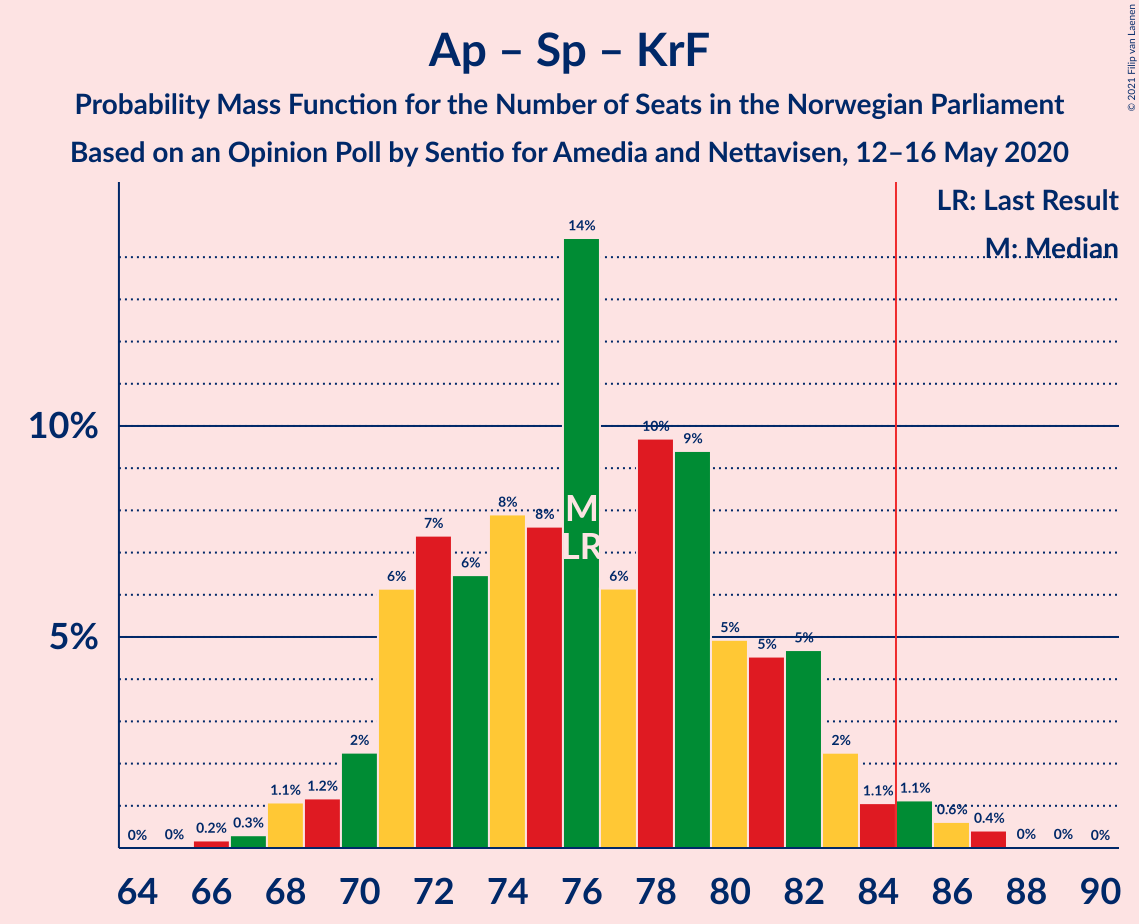 Ap – Sp – KrF
Probability Mass Function for the Number of Seats in the Norwegian Parliament
Based on an Opinion Poll by Sentio for Amedia and Nettavisen, 12–16 May 2020
© 2021 Filip van Laenen
LR: Last Result
M: Median
10%
5%
0% 0% 0.2% 0.3% 1.1% 1.2% 2% 6% 7% 6% 8% 8% 14% 6% 10% 9% 5% 5% 5% 2% 1.1% 1.1% 0.6% 0.4% 0% 0% 0%
M
LR
64 66 68 70 72 74 76 78 80 82 84 86 88 90